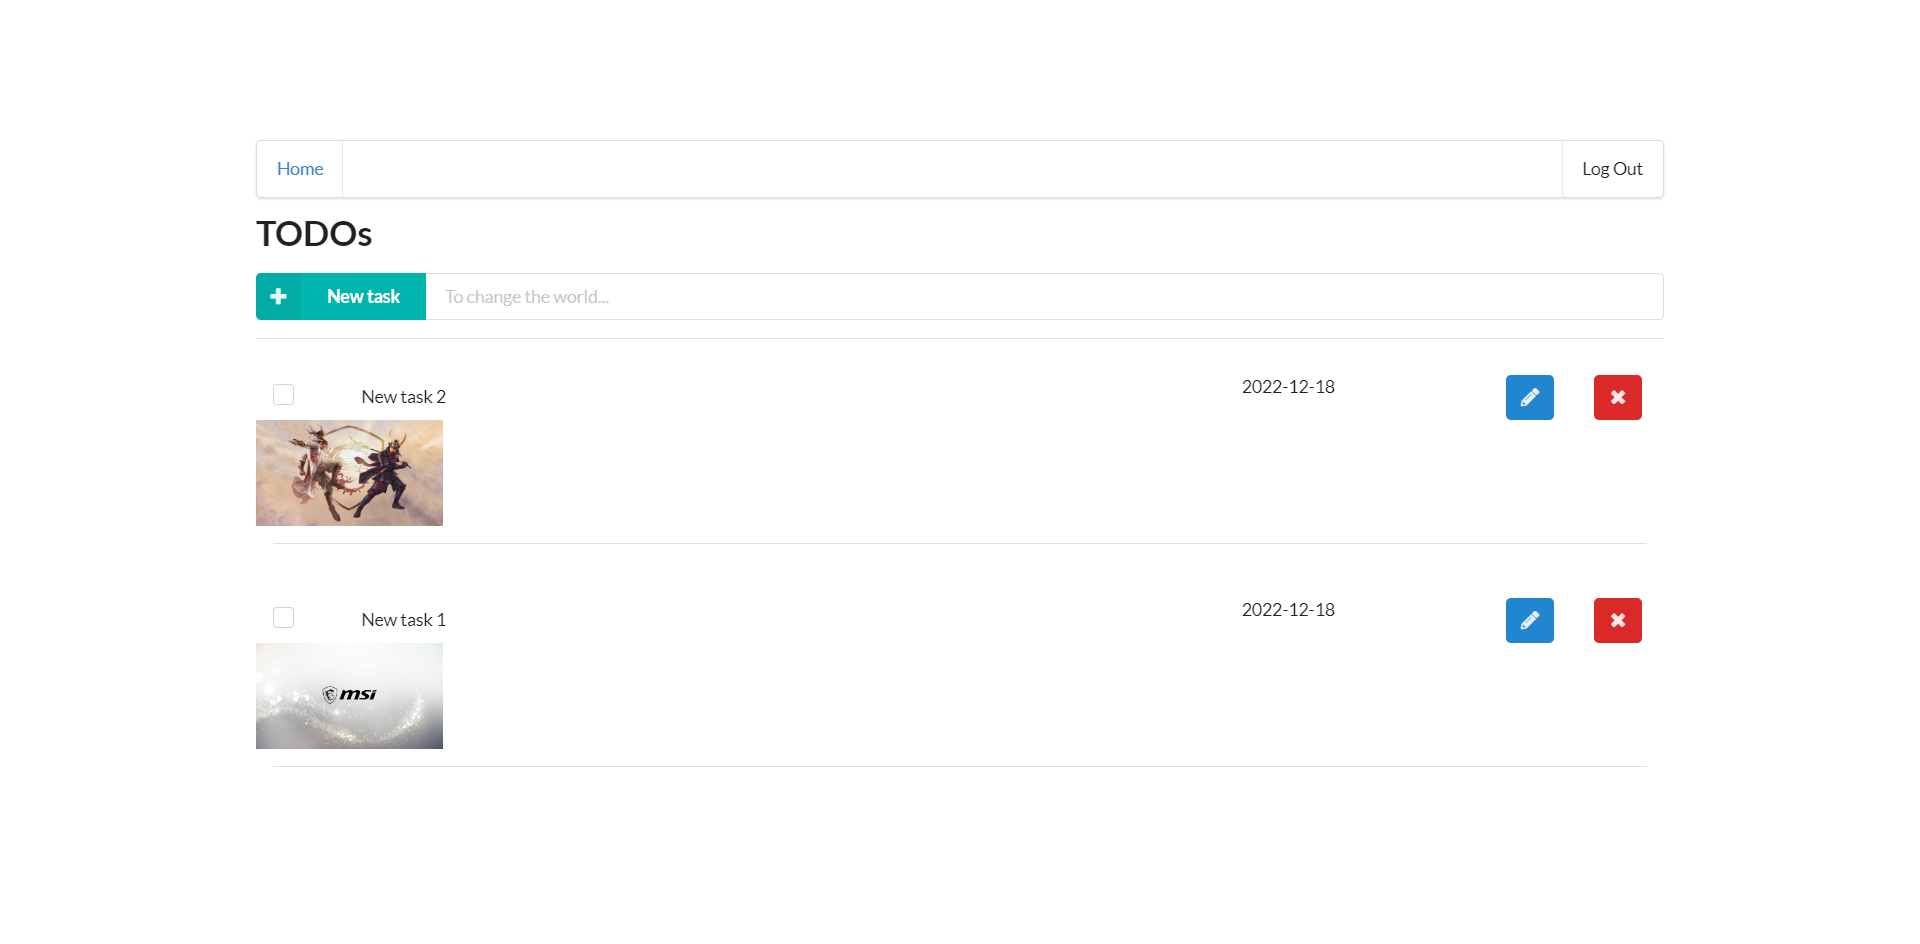 Home
Log Out
TODOs
New task
To change the world...
New task 2
2022-12-18
New task 1
2022-12-18
msi